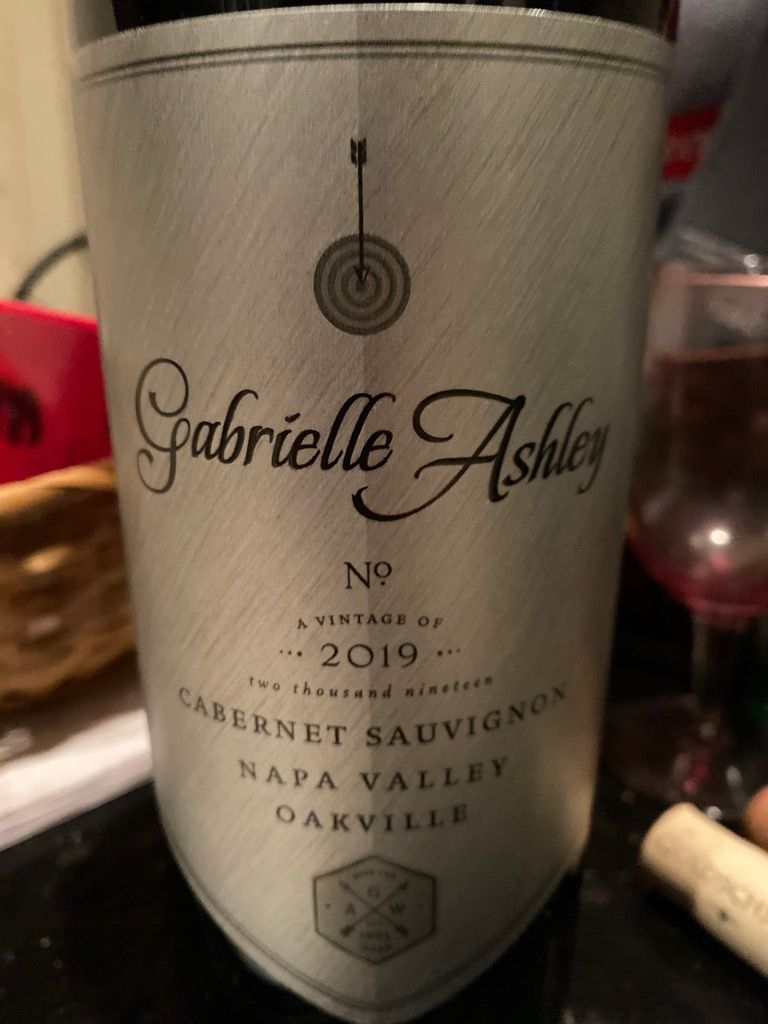 Gabrielle Ashley
Nº
A VINTAGE OF
··· 2019 ···
two thousand nineteen
CABERNET SAUVIGNON
NAPA VALLEY
OAKVILLE
G
A W